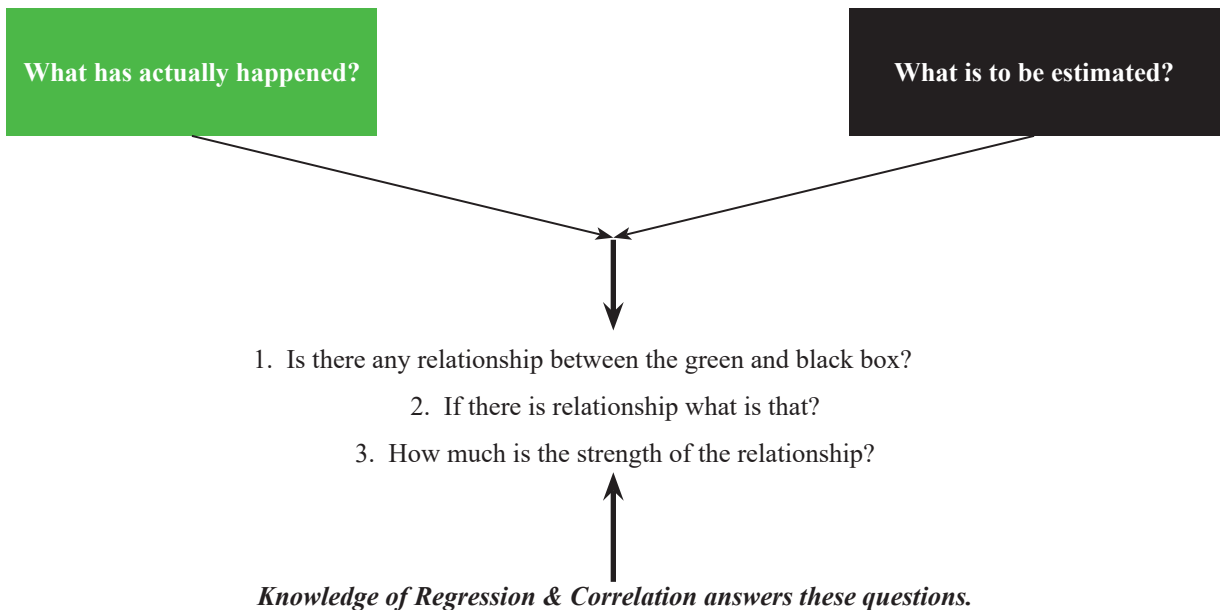 What has actually happened?
What is to be estimated?
1. Is there any relationship between the green and black box?
2. If there is relationship what is that?
3. How much is the strength of the relationship?
Knowledge of Regression & Correlation answers these questions.